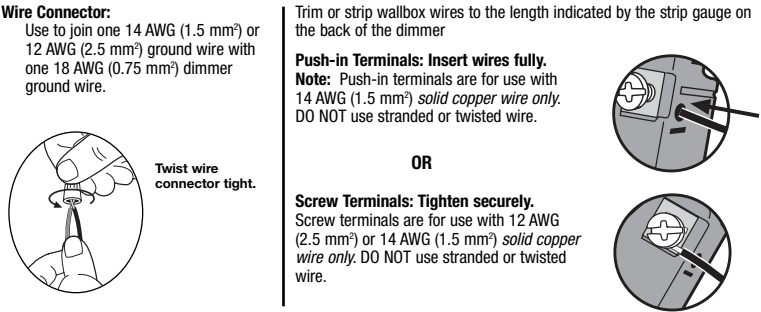 Wire Connector:
Use to join one 14 AWG (1.5 mm²) or
12 AWG (2.5 mm²) ground wire with
one 18 AWG (0.75 mm²) dimmer
ground wire.
Twist wire
connector tight.
Trim or strip wallbox wires to the length indicated by the strip gauge on
the back of the dimmer
Push-in Terminals: Insert wires fully.
Note: Push-in terminals are for use with
14 AWG (1.5 mm²) solid copper wire only.
DO NOT use stranded or twisted wire.
OR
Screw Terminals: Tighten securely.
Screw terminals are for use with 12 AWG
(2.5 mm²) or 14 AWG (1.5 mm²) solid copper
wire only. DO NOT use stranded or twisted
wire.